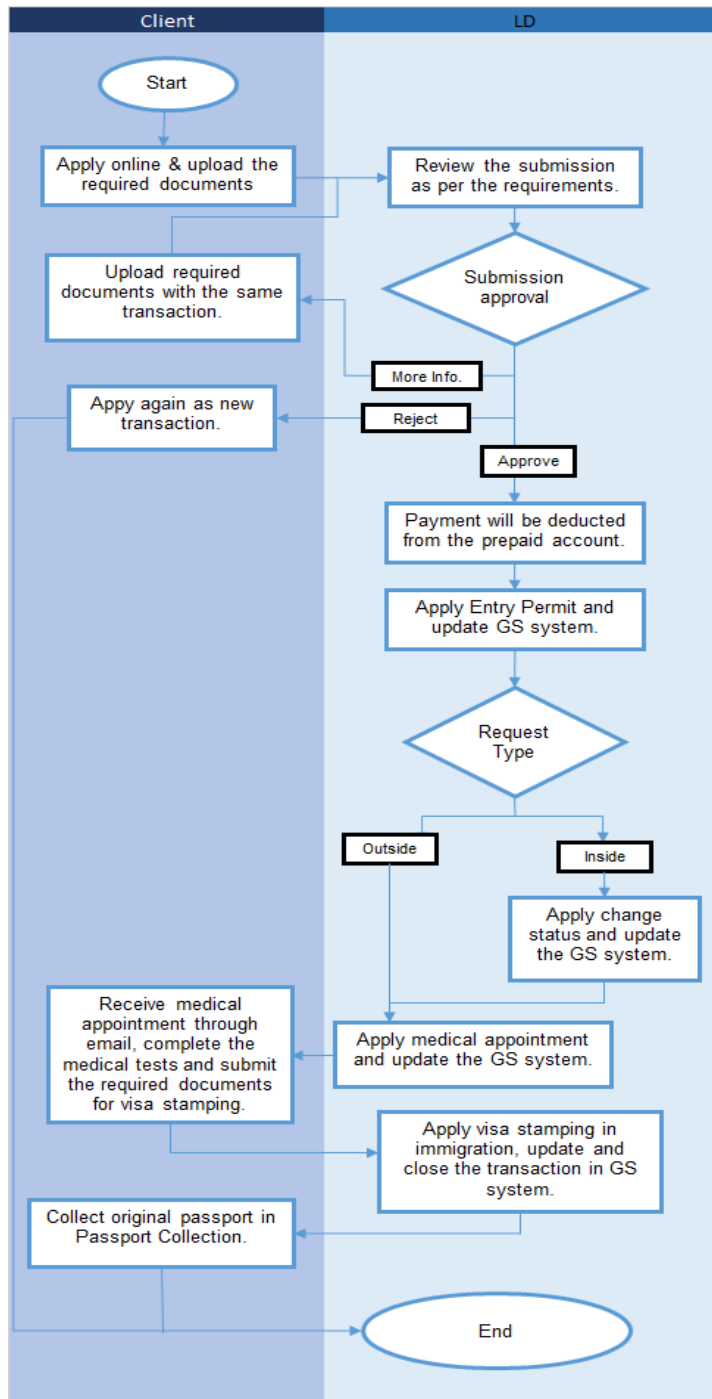 Client
LD
Start
Apply online & upload the
required documents
Review the submission
as per the requirements.
Upload required
documents with the same
transaction.
Submission
approval
More Info.
Appy again as new
transaction.
Reject
Approve
Payment will be deducted
from the prepaid account.
Apply Entry Permit and
update GS system.
Request
Type
Outside
Inside
Apply change
status and update
the GS system.
Receive medical
appointment through
email, complete the
medical tests and submit
the required documents
for visa stamping.
Apply medical appointment
and update the GS system.
Apply visa stamping in
immigration, update and
close the transaction in GS
system.
Collect original passport in
Passport Collection.
End